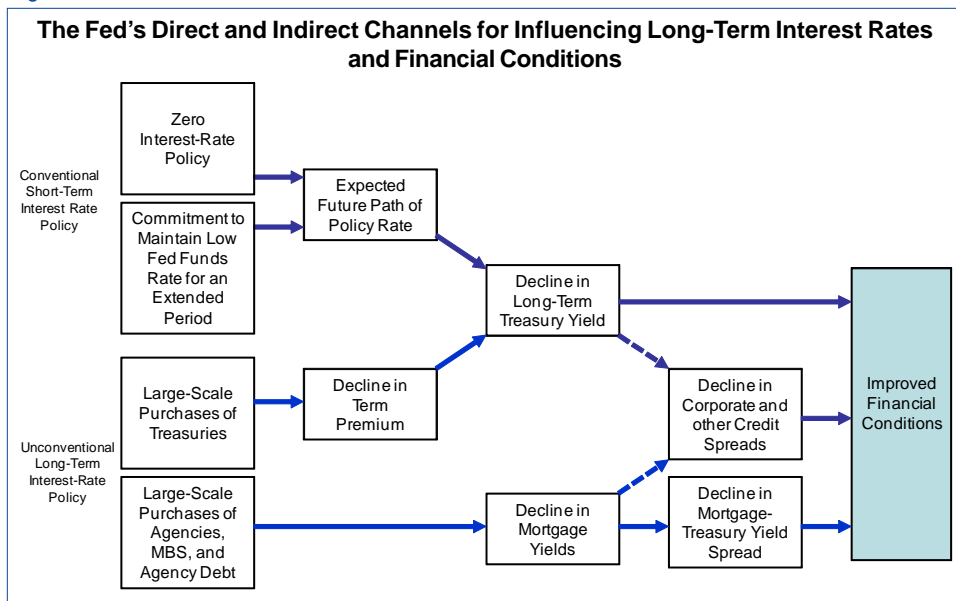 The Fed's Direct and Indirect Channels for Influencing Long-Term Interest Rates
and Financial Conditions
Conventional
Short-Term
Interest Rate
Policy
Zero
Interest-Rate
Policy
Commitment to
Maintain Low
Fed Funds
Rate for an
Extended
Period
Expected
Future Path of
Policy Rate
Decline in
Long-Term
Treasury Yield
Unconventional
Long-Term
Interest-Rate
Policy
Large-Scale
Purchases of
Treasuries
Decline in
Term
Premium
Decline in
Corporate and
other Credit
Spreads
Improved
Financial
Conditions
Large-Scale
Purchases of
Agencies,
MBS, and
Agency Debt
Decline in
Mortgage
Yields
Decline in
Mortgage-
Treasury Yield
Spread